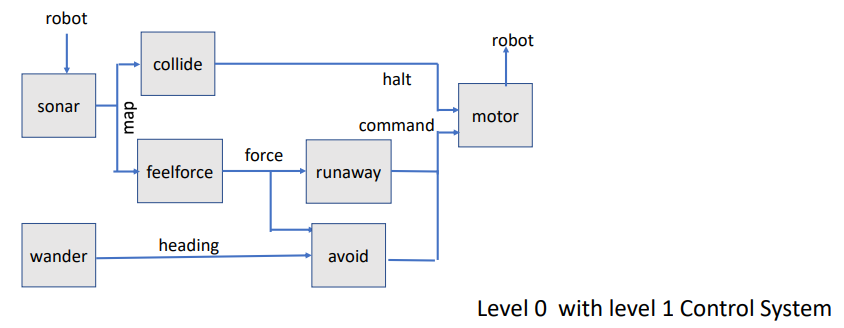 robot
robot
collide
halt
sonar
map
motor
command
force
feelforce
runaway
heading
wander
avoid
Level 0 with level 1 Control System